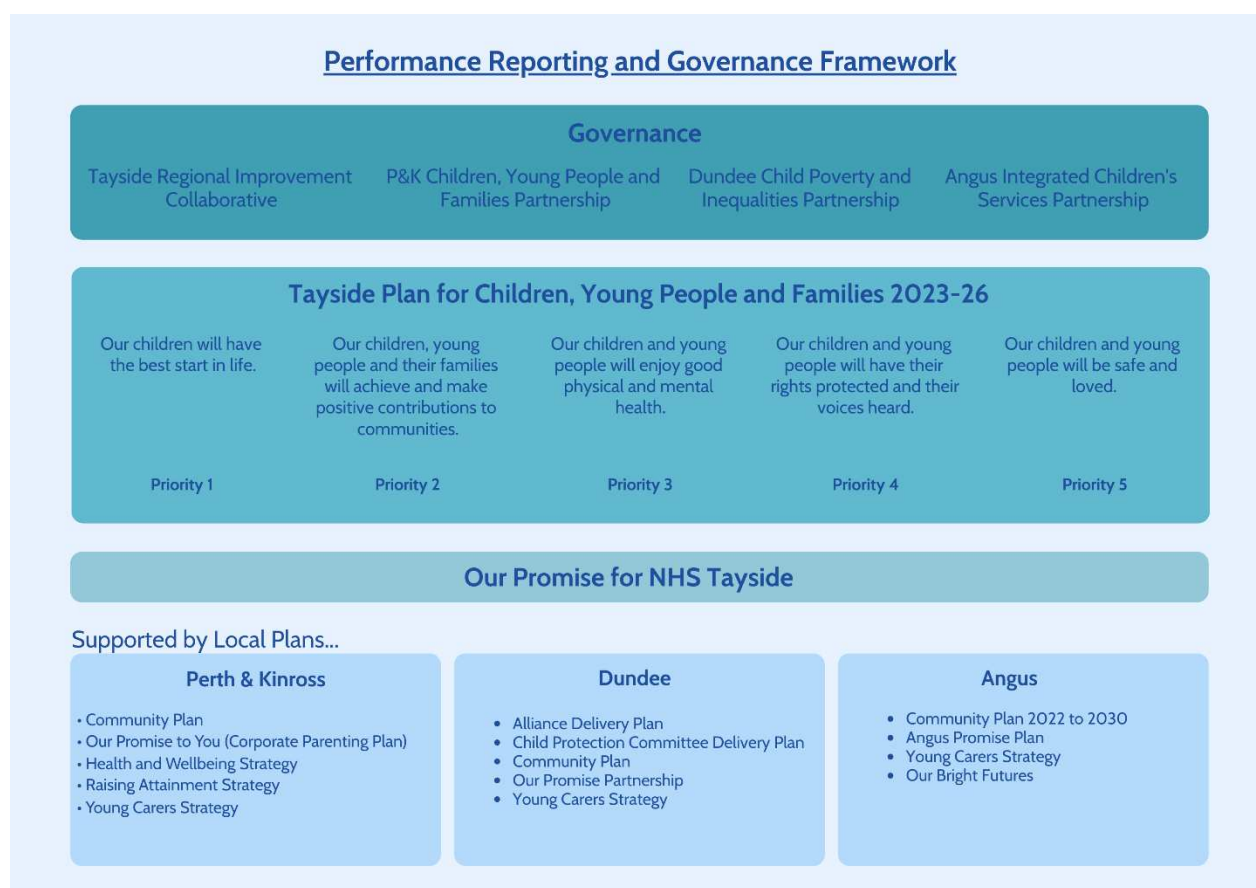 Performance Reporting and Governance Framework
Governance
Tayside Regional Improvement
Collaborative
P&K Children, Young People and
Families Partnership
Dundee Child Poverty and
Inequalities Partnership
Angus Integrated Children's
Services Partnership
Tayside Plan for Children, Young People and Families 2023-26
Our children will have
the best start in life.
Priority 1
Our children, young
people and their families
will achieve and make
positive contributions to
communities.
Priority 2
Our children and young
people will enjoy good
physical and mental
health.
Priority 3
Our children and young
people will have their
rights protected and their
voices heard.
Priority 4
Our children and young
people will be safe and
loved.
Priority 5
Our Promise for NHS Tayside
Supported by Local Plans...
Perth & Kinross
• Community Plan
• Our Promise to You (Corporate Parenting Plan)
• Health and Wellbeing Strategy
• Raising Attainment Strategy
• Young Carers Strategy
Dundee
• Alliance Delivery Plan
• Child Protection Committee Delivery Plan
• Community Plan
• Our Promise Partnership
• Young Carers Strategy
Angus
• Community Plan 2022 to 2030
• Angus Promise Plan
• Young Carers Strategy
• Our Bright Futures